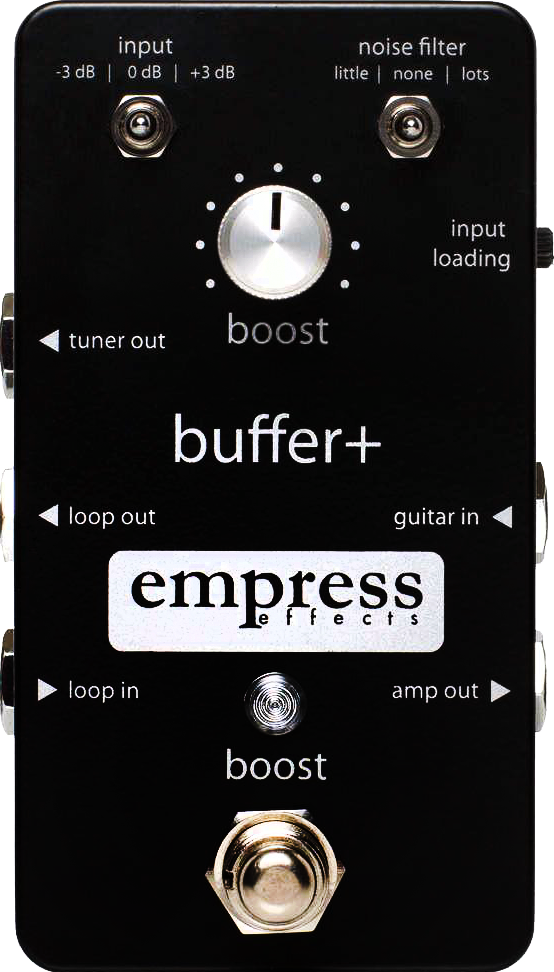 input
-3 dB | 0 dB | +3 dB
noise filter
little | none | lots
input
loading
boost
tuner out
buffer+
loop out
guitar in
empress
effects
loop in
amp out
boost